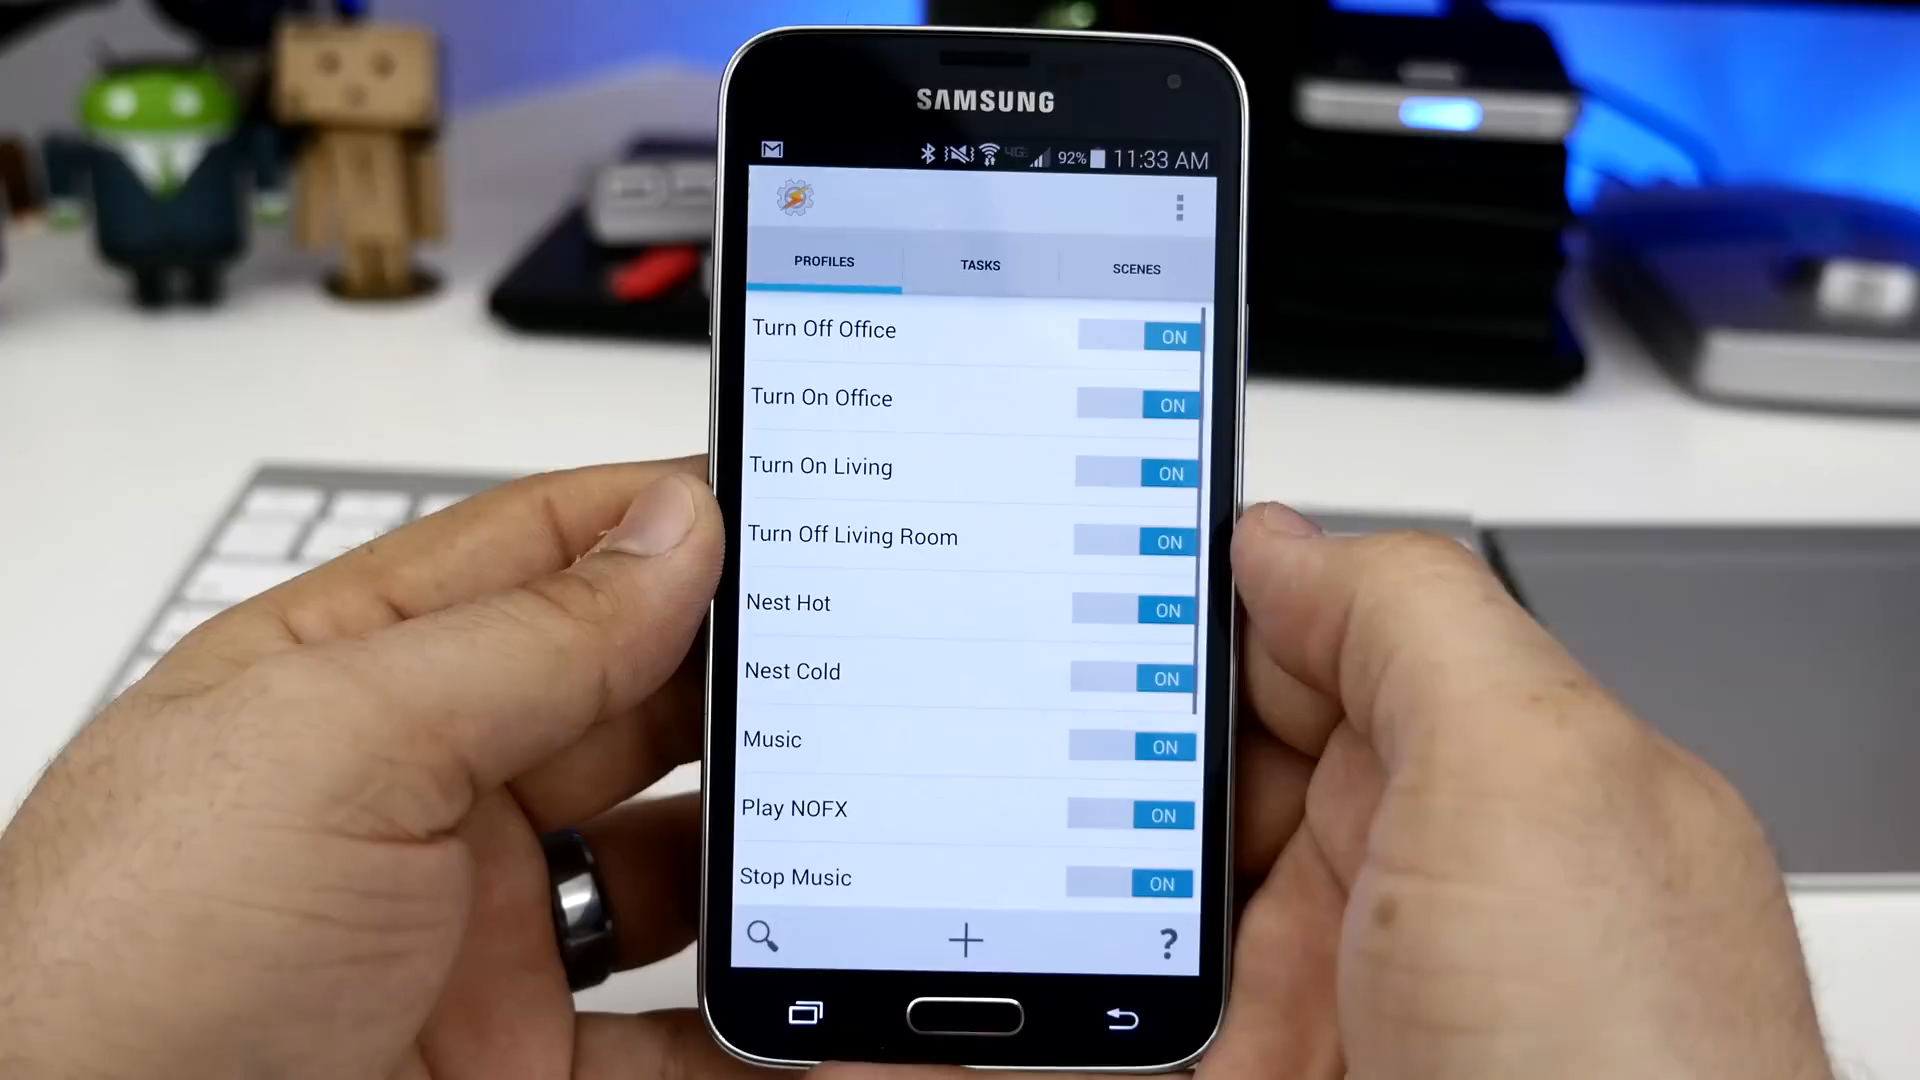 SAMSUNG
4G 92% 11:33 AM
PROFILES TASKS SCENES
Turn Off Office ON
Turn On Office ON
Turn On Living ON
Turn Off Living Room ON
Nest Hot ON
Nest Cold ON
Music ON
Play NOFX ON
Stop Music ON
?